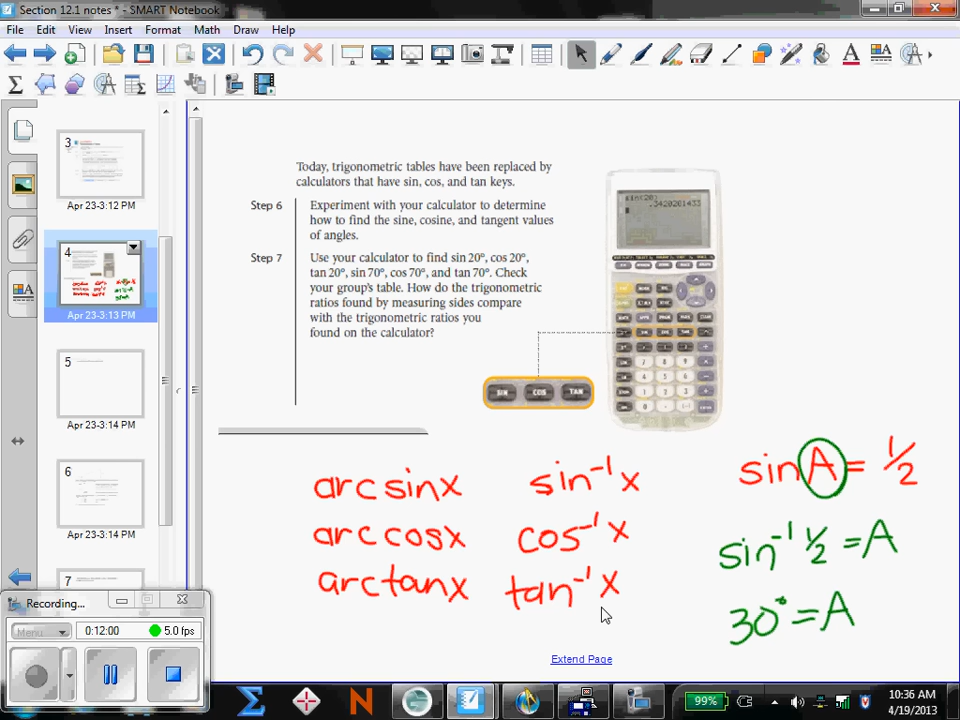 Section 12.1 notes * - SMART Notebook
File Edit View Insert Format Math Draw Help
3
Apr 23-3:12 PM
4
Apr 23-3:13 PM
5
Apr 23-3:14 PM
6
Apr 23-3:14 PM
7
Today, trigonometric tables have been replaced by
calculators that have sin, cos, and tan keys.
Step 6 Experiment with your calculator to determine
how to find the sine, cosine, and tangent values
of angles.
Step 7 Use your calculator to find sin 20°, cos 20°,
tan 20°, sin 70°, cos 70°, and tan 70°. Check
your group's table. How do the trigonometric
ratios found by measuring sides compare
with the trigonometric ratios you
found on the calculator?
sin(20)
.3420201433
SIN COS TAN
arcsinx sin⁻¹x
arccosx cos⁻¹x
arctanx tan⁻¹x
sinA = 1/2
sin⁻¹ 1/2 = A
30° = A
Extend Page
Recording...
Menu 0:12:00 5.0 fps
99%
10:36 AM
4/19/2013